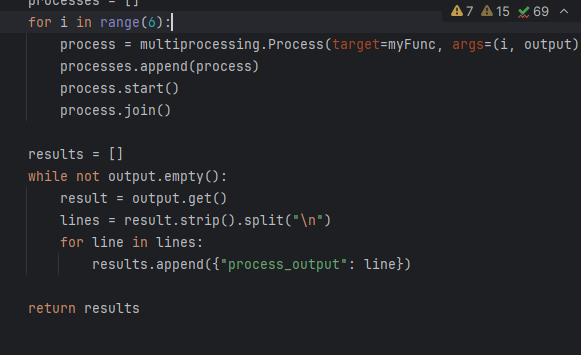 processes = []
for i in range(6):
7 15 69
process = multiprocessing.Process(target=myFunc, args=(i, output)
processes.append(process)
process.start()
process.join()
results = []
while not output.empty():
result = output.get()
lines = result.strip().split("\n")
for line in lines:
results.append({"process_output": line})
return results